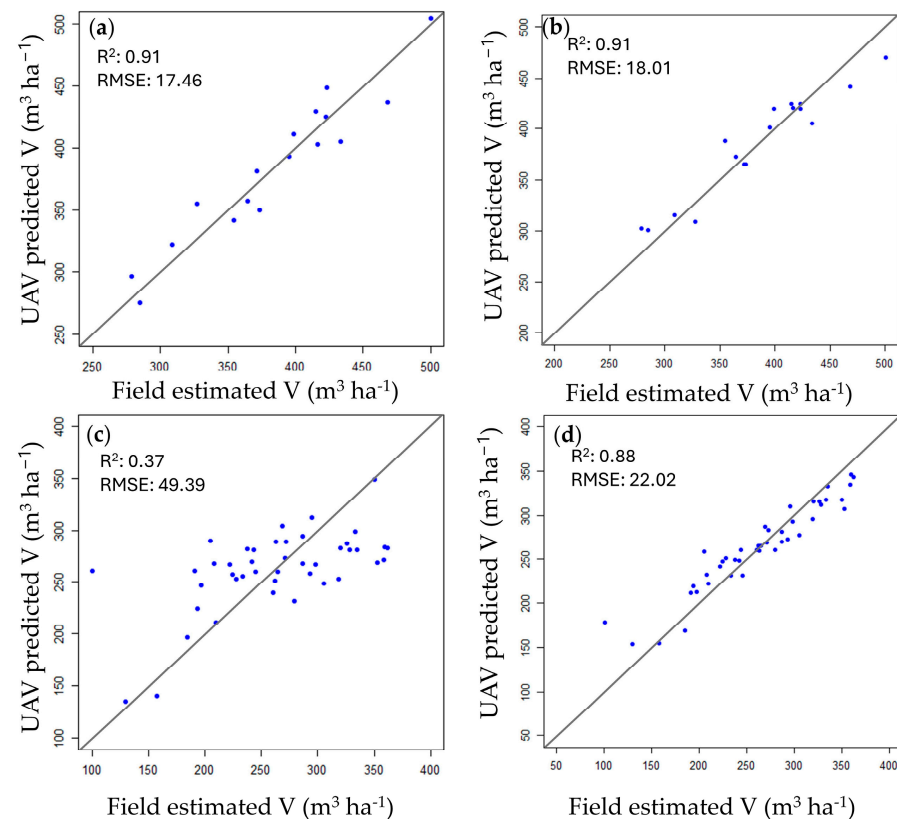 (a)
R²: 0.91
RMSE: 17.46
UAV predicted V (m³ ha⁻¹)
250 300 350 400 450 500
250 300 350 400 450 500
Field estimated V (m³ ha⁻¹)
(b)
R²: 0.91
RMSE: 18.01
UAV predicted V (m³ ha⁻¹)
200 250 300 350 400 450 500
200 250 300 350 400 450 500
Field estimated V (m³ ha⁻¹)
(c)
R²: 0.37
RMSE: 49.39
UAV predicted V (m³ ha⁻¹)
100 150 200 250 300 350 400
100 150 200 250 300 350 400
Field estimated V (m³ ha⁻¹)
(d)
R²: 0.88
RMSE: 22.02
UAV predicted V (m³ ha⁻¹)
50 100 150 200 250 300 350 400
50 100 150 200 250 300 350 400
Field estimated V (m³ ha⁻¹)